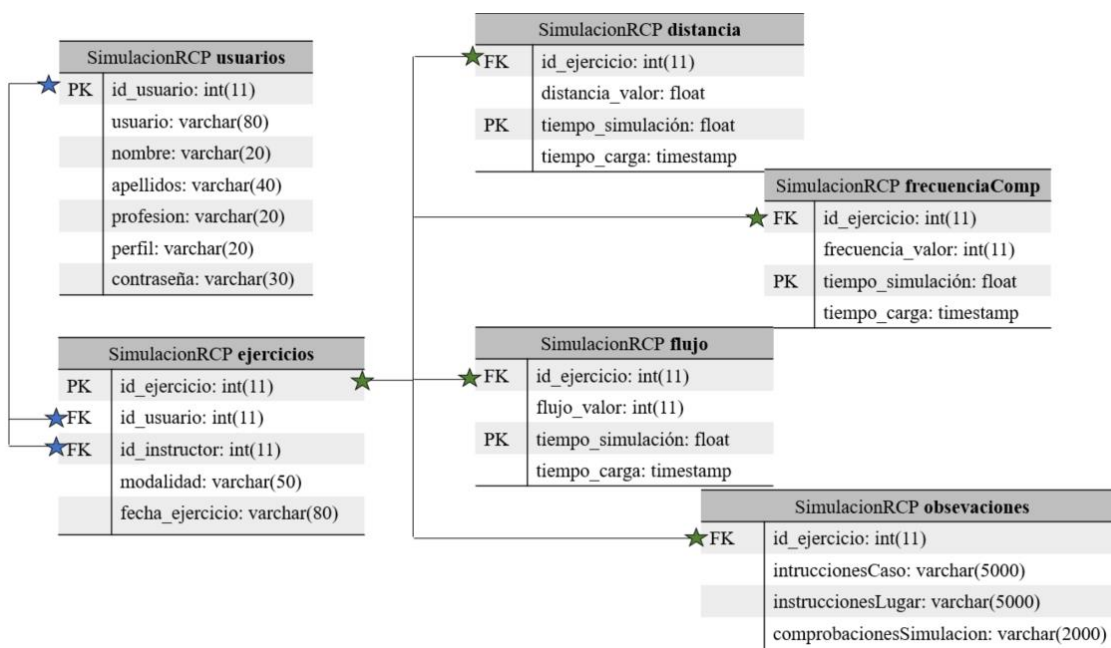 SimulacionRCP usuarios
PK id_usuario: int(11)
usuario: varchar(80)
nombre: varchar(20)
apellidos: varchar(40)
profesion: varchar(20)
perfil: varchar(20)
contraseña: varchar(30)
SimulacionRCP ejercicios
PK id_ejercicio: int(11)
FK id_usuario: int(11)
FK id_instructor: int(11)
modalidad: varchar(50)
fecha_ejercicio: varchar(80)
SimulacionRCP distancia
FK id_ejercicio: int(11)
distancia_valor: float
PK tiempo_simulación: float
tiempo_carga: timestamp
SimulacionRCP frecuenciaComp
FK id_ejercicio: int(11)
frecuencia_valor: int(11)
PK tiempo_simulación: float
tiempo_carga: timestamp
SimulacionRCP flujo
FK id_ejercicio: int(11)
flujo_valor: int(11)
PK tiempo_simulación: float
tiempo_carga: timestamp
SimulacionRCP obsevaciones
FK id_ejercicio: int(11)
intruccionesCaso: varchar(5000)
instruccionesLugar: varchar(5000)
comprobacionesSimulacion: varchar(2000)